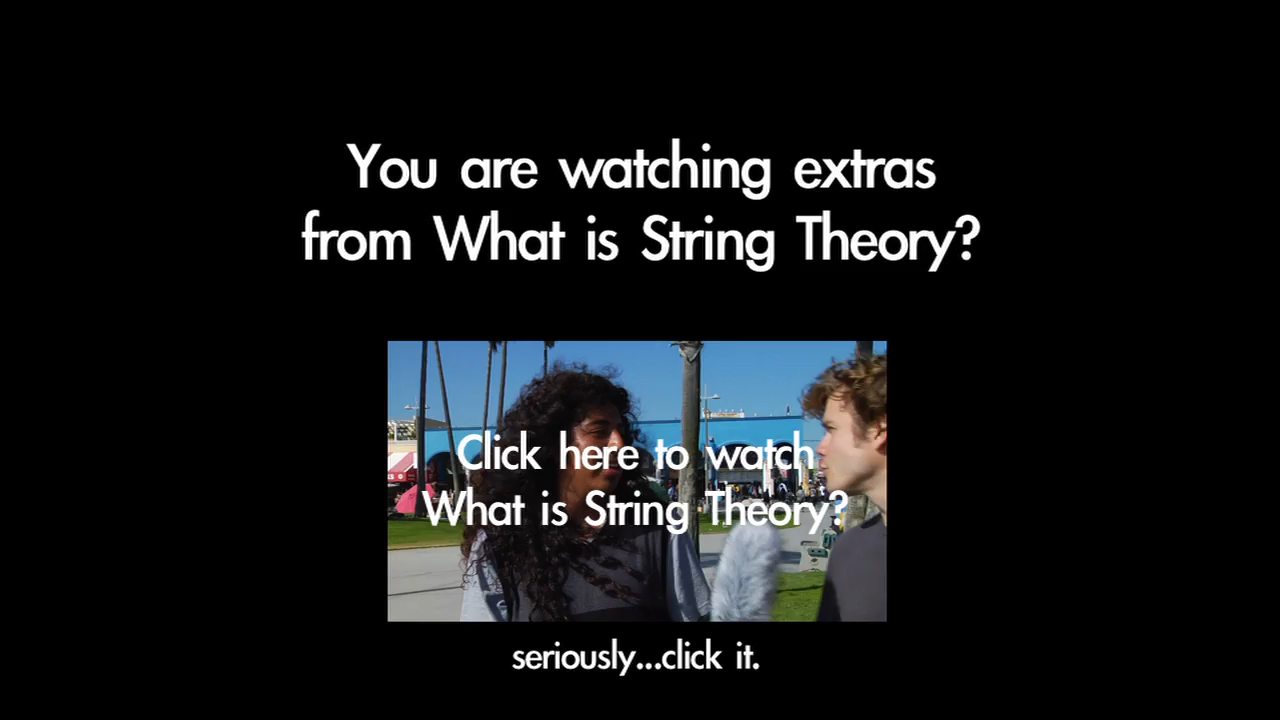 You are watching extras
from What is String Theory?
Click here to watch
What is String Theory?
seriously...click it.